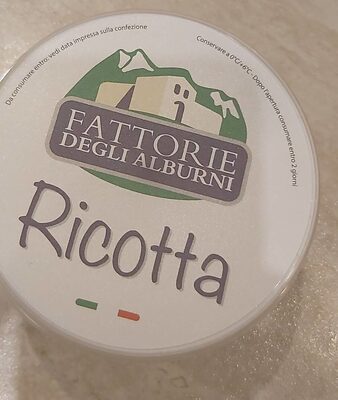 Da consumare entro: vedi data impressa sulla confezione
Conservare a 0°C/+6°C - Dopo l'apertura consumare entro 2 giorni
FATTORIE
DEGLI ALBURNI
Ricotta